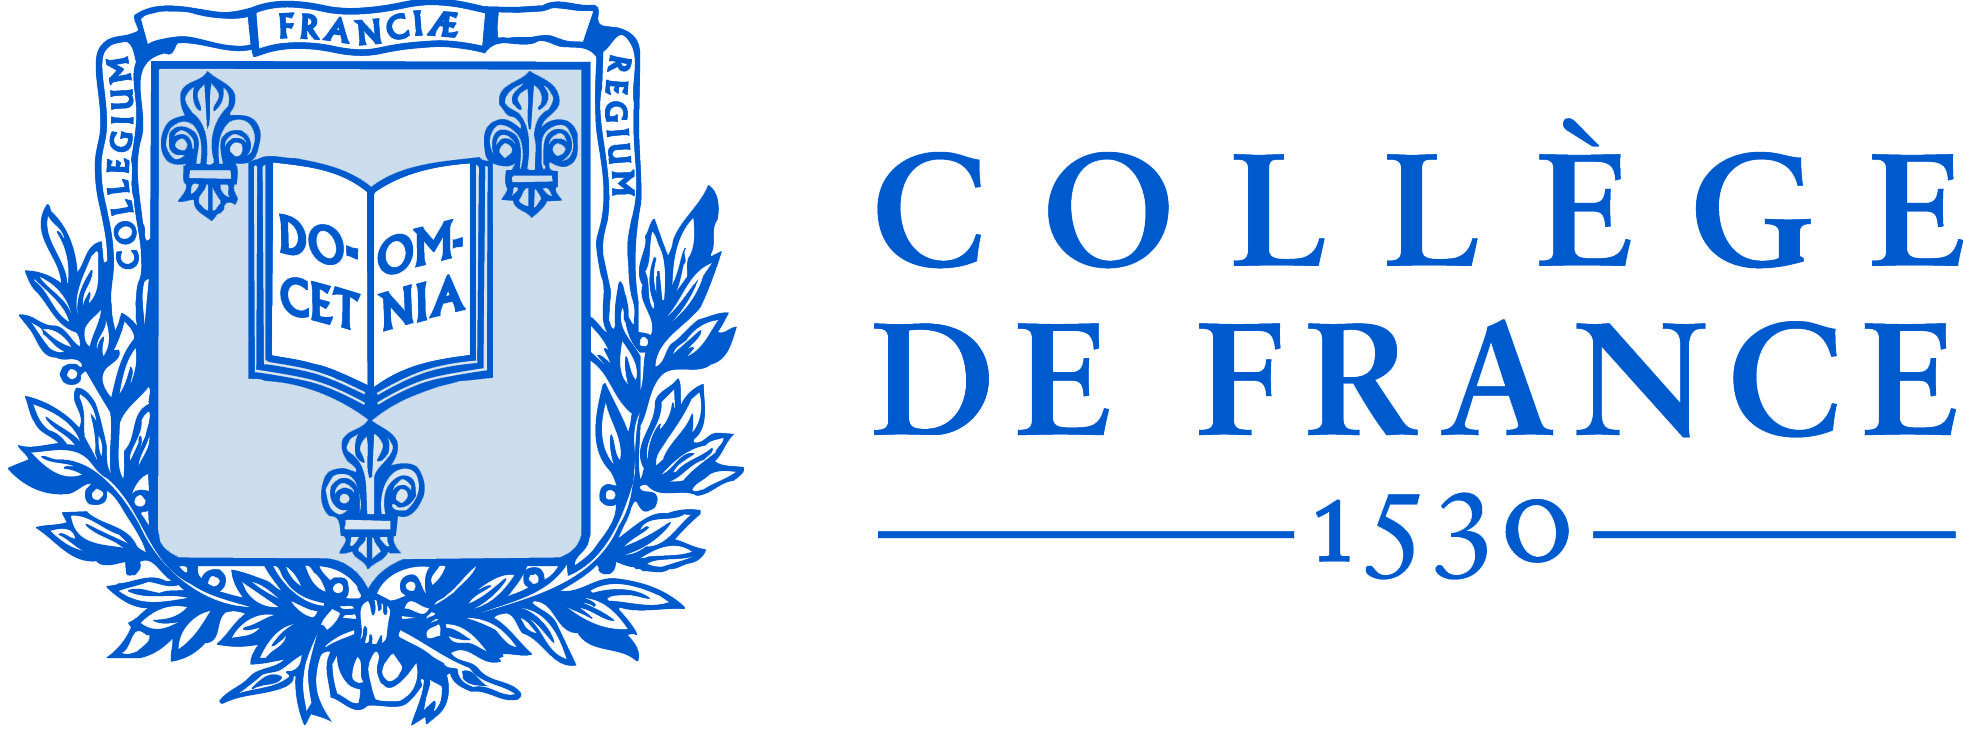 COLLEGIUM
FRANCIÆ
REGIUM
DO-
CET
OM-
NIA
COLLÈGE
DE FRANCE
1530